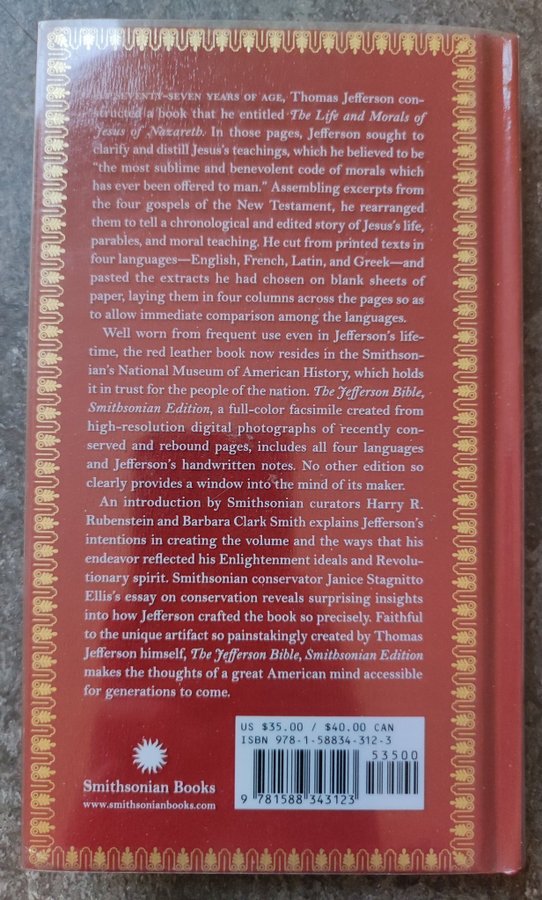 AT SEVENTY-SEVEN YEARS OF AGE, Thomas Jefferson con-
structed a book that he entitled The Life and Morals of
Jesus of Nazareth. In those pages, Jefferson sought to
clarify and distill Jesus's teachings, which he believed to be
"the most sublime and benevolent code of morals which
has ever been offered to man." Assembling excerpts from
the four gospels of the New Testament, he rearranged
them to tell a chronological and edited story of Jesus's life,
parables, and moral teaching. He cut from printed texts in
four languages—English, French, Latin, and Greek—and
pasted the extracts he had chosen on blank sheets of
paper, laying them in four columns across the pages so as
to allow immediate comparison among the languages.
Well worn from frequent use even in Jefferson's life-
time, the red leather book now resides in the Smithson-
ian's National Museum of American History, which holds
it in trust for the people of the nation. The Jefferson Bible,
Smithsonian Edition, a full-color facsimile created from
high-resolution digital photographs of recently con-
served and rebound pages, includes all four languages
and Jefferson's handwritten notes. No other edition so
clearly provides a window into the mind of its maker.
An introduction by Smithsonian curators Harry R.
Rubenstein and Barbara Clark Smith explains Jefferson's
intentions in creating the volume and the ways that his
endeavor reflected his Enlightenment ideals and Revolu-
tionary spirit. Smithsonian conservator Janice Stagnitto
Ellis's essay on conservation reveals surprising insights
into how Jefferson crafted the book so precisely. Faithful
to the unique artifact so painstakingly created by Thomas
Jefferson himself, The Jefferson Bible, Smithsonian Edition
makes the thoughts of a great American mind accessible
for generations to come.
Smithsonian Books
www.smithsonianbooks.com
US $35.00 / $40.00 CAN
ISBN 978-1-58834-312-3
53500
9 781588 343123